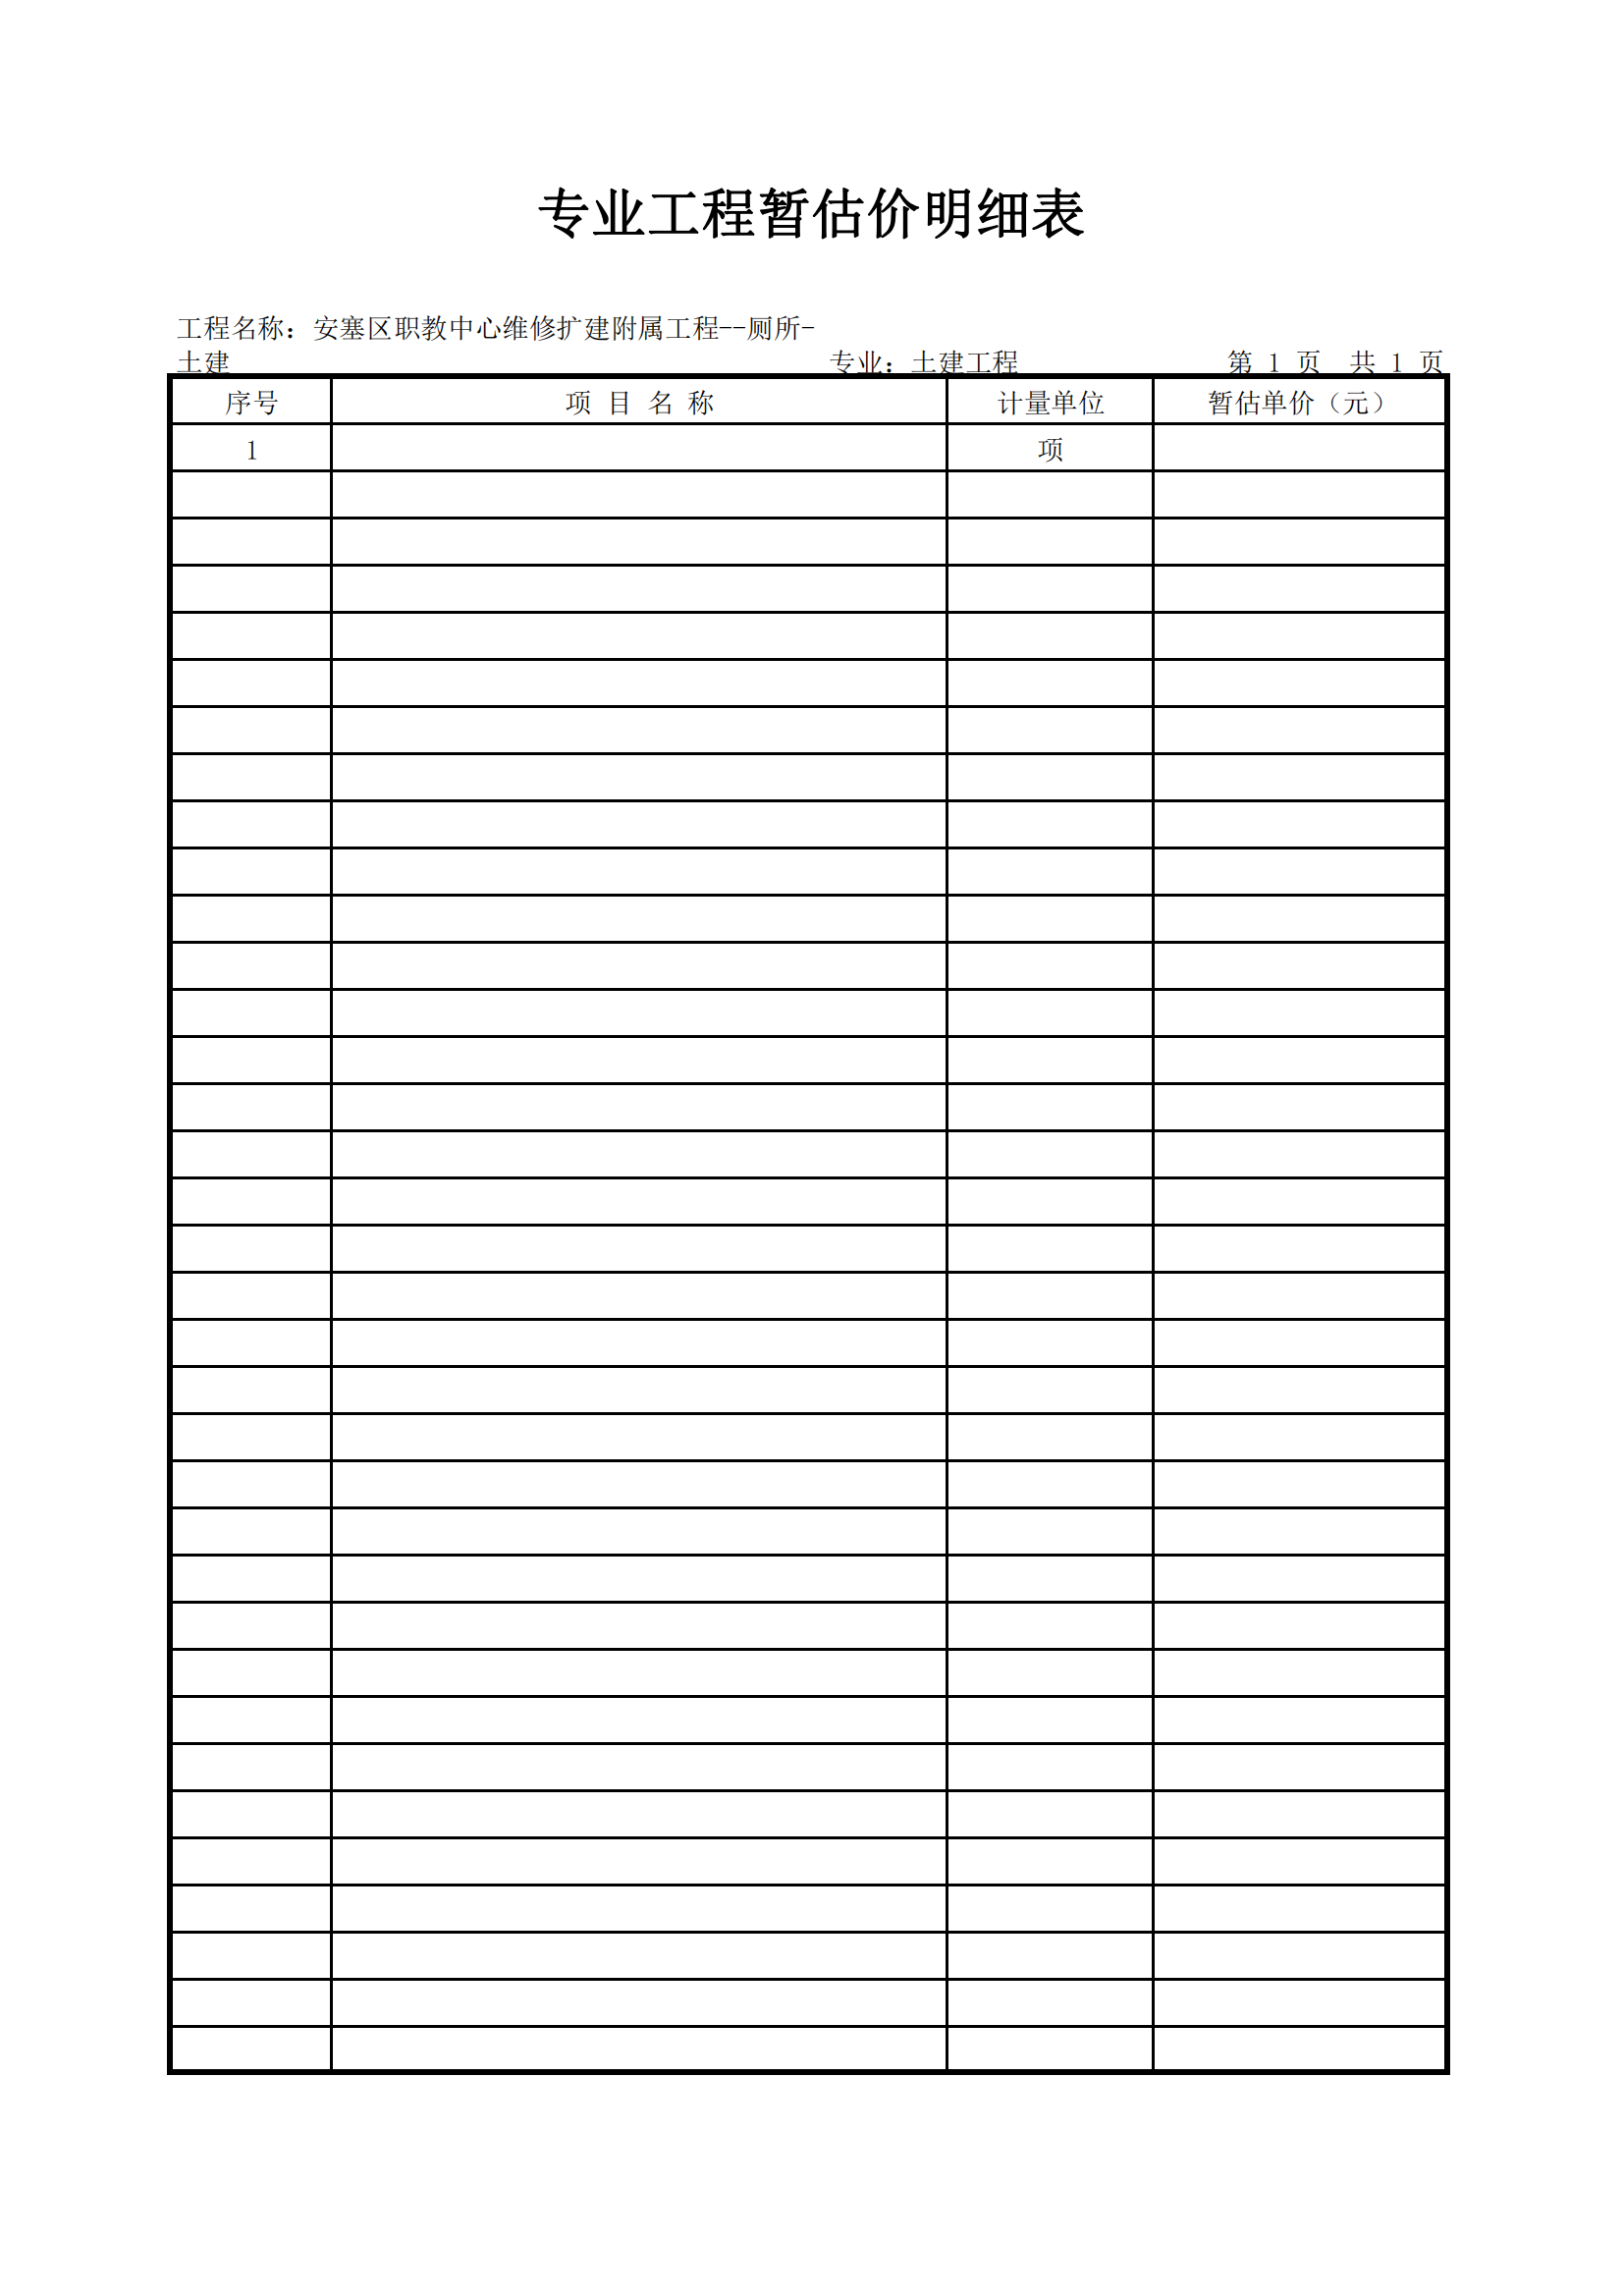 专业工程暂估价明细表
工程名称：安塞区职教中心维修扩建附属工程--厕所-
土建 专业：土建工程 第 1 页 共 1 页
序号 项 目 名 称 计量单位 暂估单价（元）
1 项